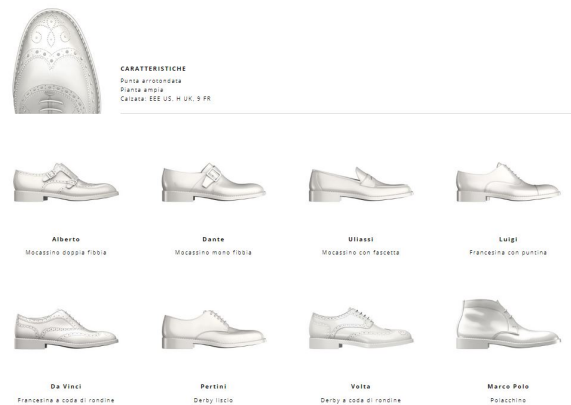 CARATTERISTICHE
Punta arrotondata
Pianta ampia
Calzata: EEE US. H UK. 9 FR
Alberto
Mocassino doppia fibbia
Dante
Mocassino mono fibbia
Uliassi
Mocassino con fascetta
Luigi
Francesina con puntina
Da Vinci
Francesina a coda di rondine
Pertini
Derby liscio
Volta
Derby a coda di rondine
Marco Polo
Polacchino